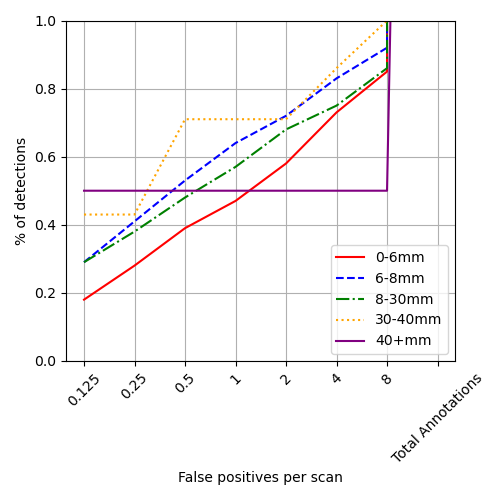 1.0
0.8
0.6
0.4
0.2
0.0
% of detections
0-6mm
6-8mm
8-30mm
30-40mm
40+mm
0.125
0.25
0.5
1
2
4
8
Total Annotations
False positives per scan